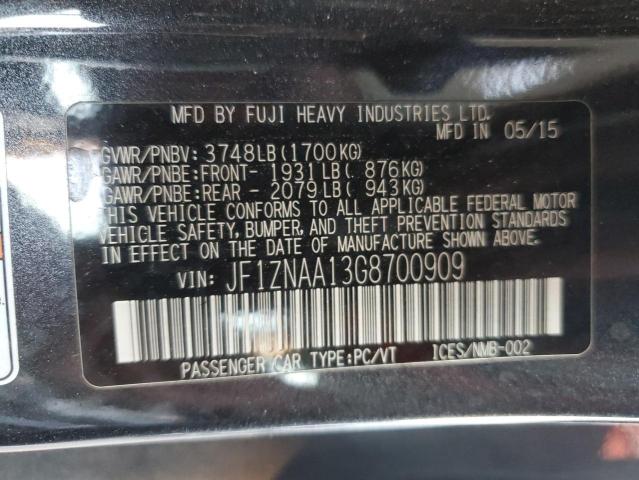 MFD BY FUJI HEAVY INDUSTRIES LTD.
MFD IN 05/15
GVWR/PNBV: 3748LB(1700KG)
GAWR/PNBE:FRONT- 1931LB( 876KG)
GAWR/PNBE:REAR - 2079LB( 943KG)
THIS VEHICLE CONFORMS TO ALL APPLICABLE FEDERAL MOTOR
VEHICLE SAFETY, BUMPER, AND THEFT PREVENTION STANDARDS
IN EFFECT ON THE DATE OF MANUFACTURE SHOWN ABOVE.
VIN: JF1ZNAA13G8700909
PASSENGER CAR TYPE:PC/VT ICES/NMB-002